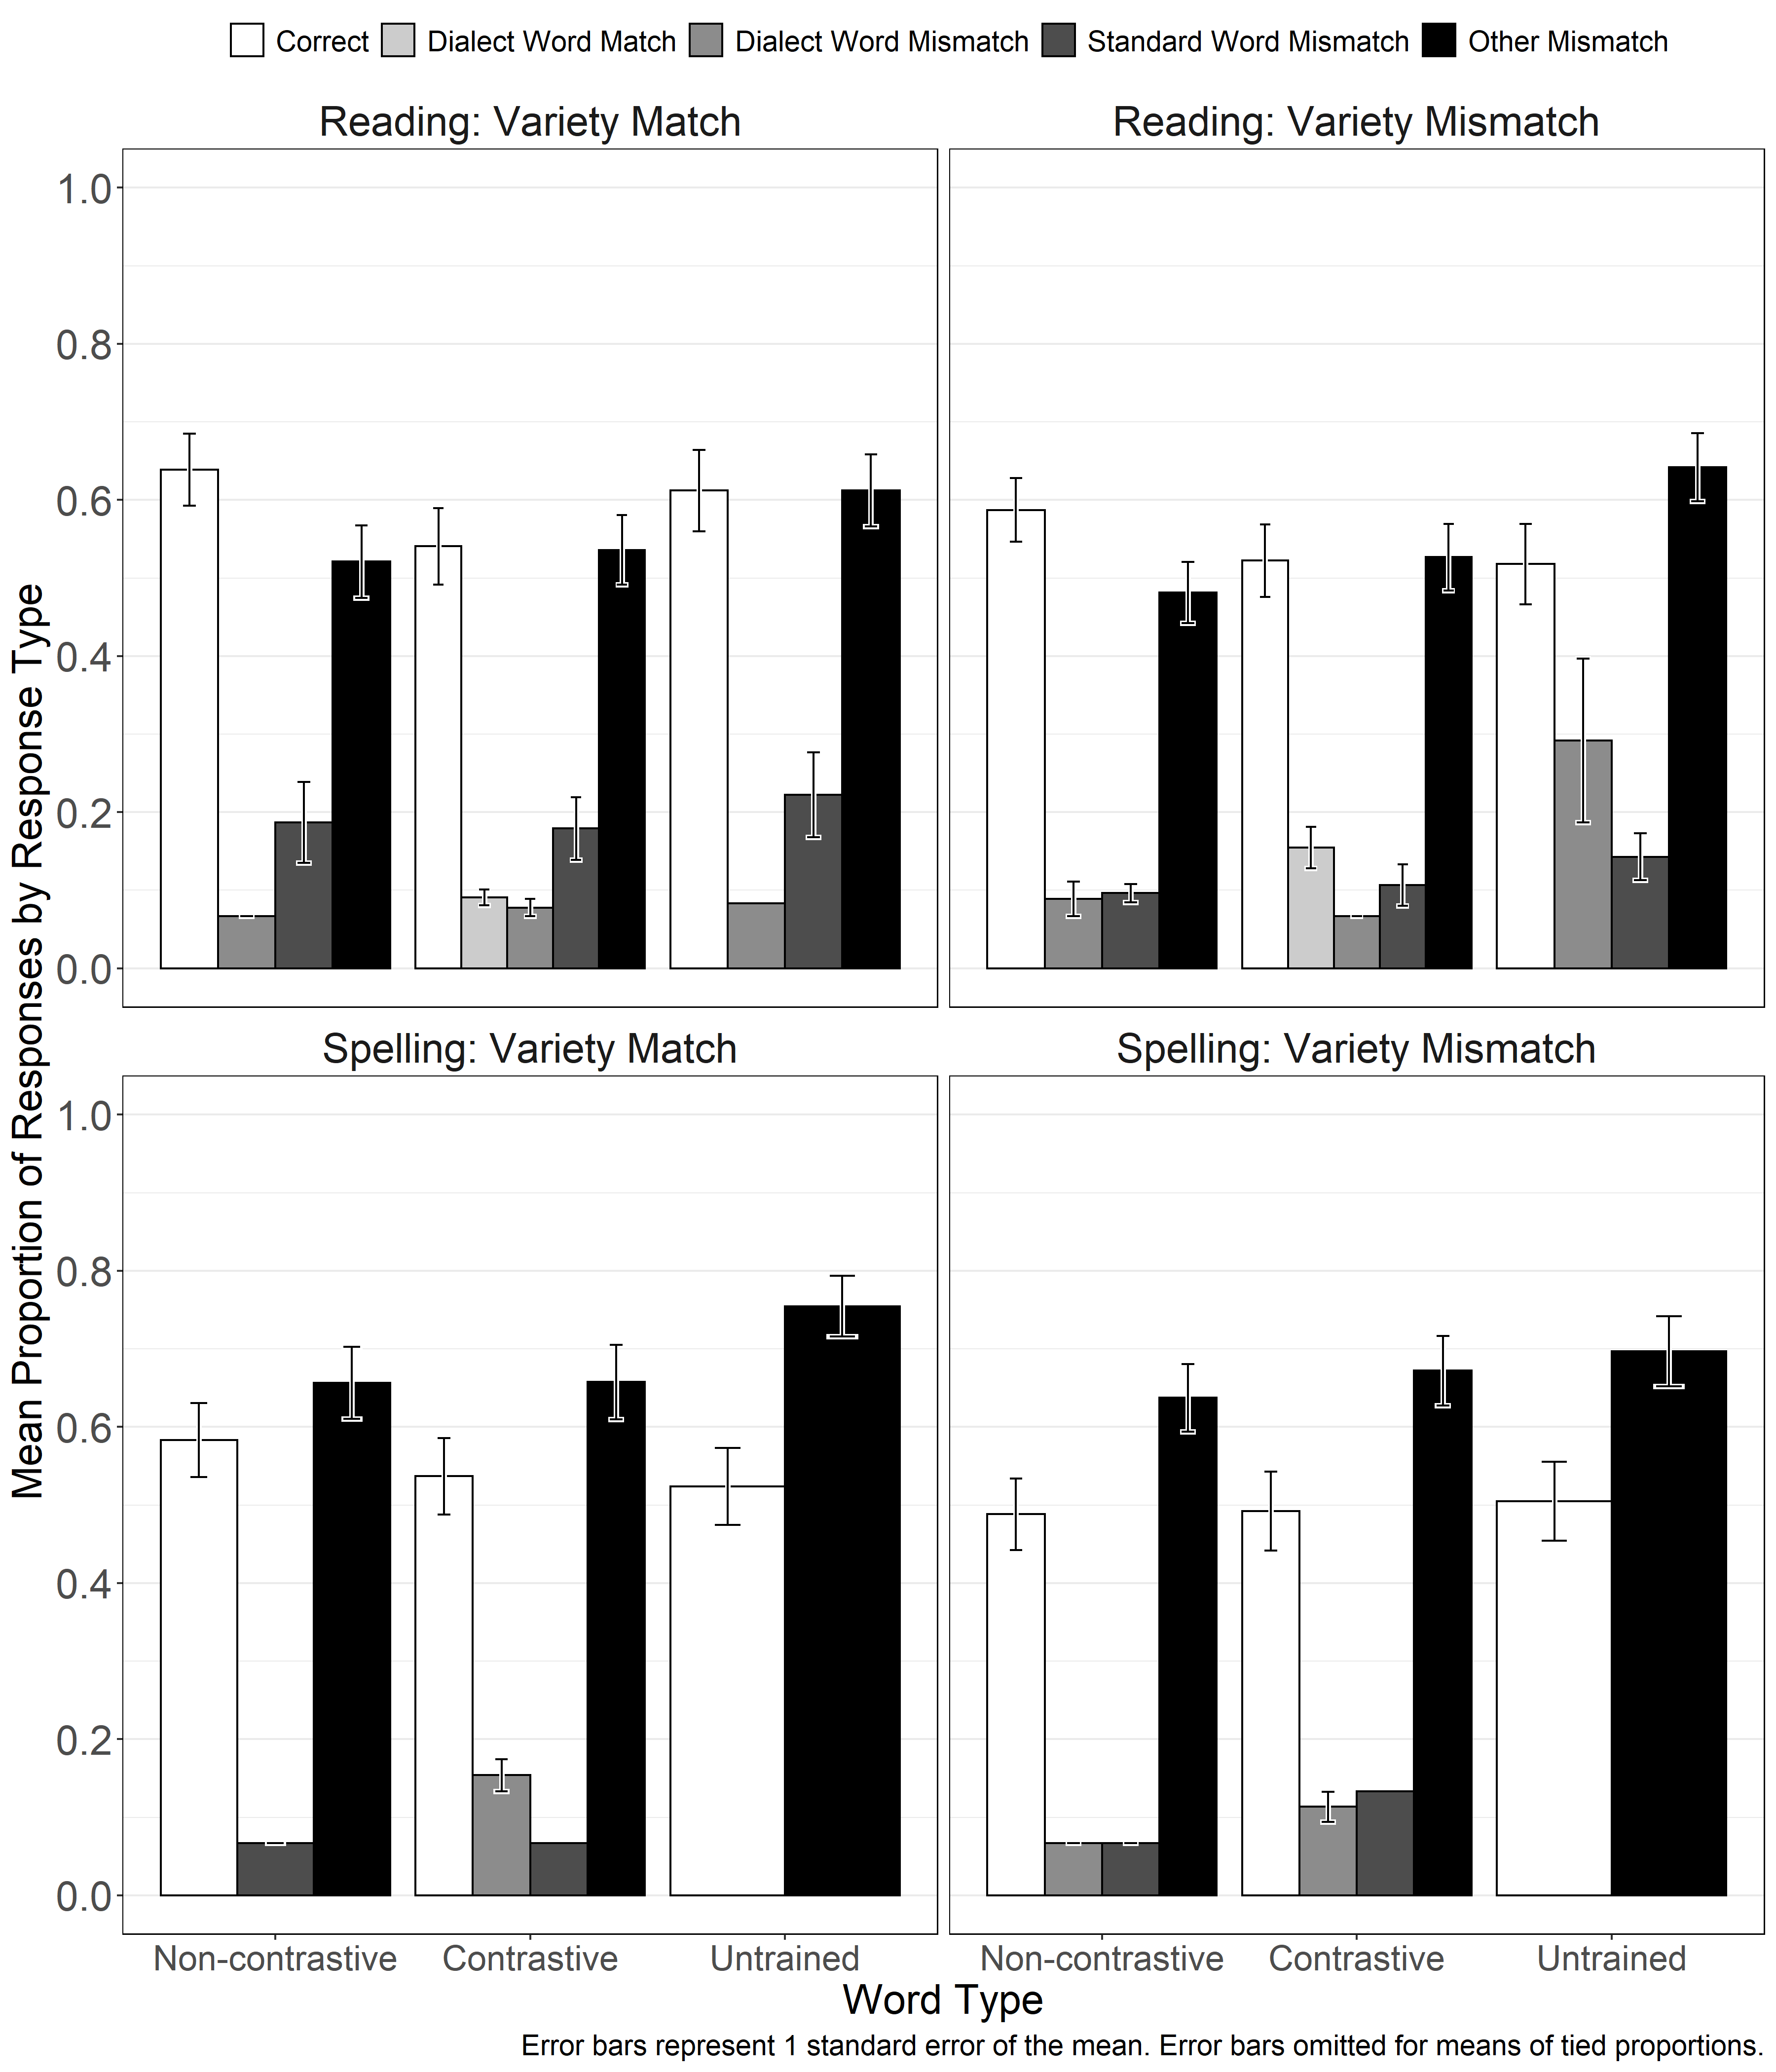 Correct Dialect Word Match Dialect Word Mismatch Standard Word Mismatch Other Mismatch
Reading: Variety Match
Reading: Variety Mismatch
1.0
0.8
0.6
0.4
0.2
0.0
Spelling: Variety Match
Spelling: Variety Mismatch
1.0
0.8
0.6
0.4
0.2
0.0
Mean Proportion of Responses by Response Type
Non-contrastive Contrastive Untrained
Non-contrastive Contrastive Untrained
Word Type
Error bars represent 1 standard error of the mean. Error bars omitted for means of tied proportions.